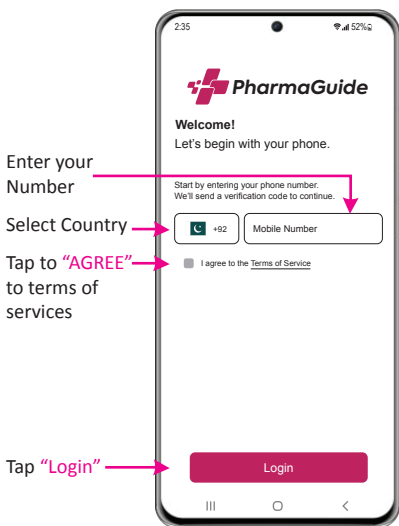 2:35
52%
PharmaGuide
Welcome!
Let's begin with your phone.
Enter your
Number
Start by entering your phone number.
We'll send a verification code to continue.
Select Country
+92
Mobile Number
Tap to “AGREE”
to terms of
services
I agree to the Terms of Service
Tap “Login”
Login